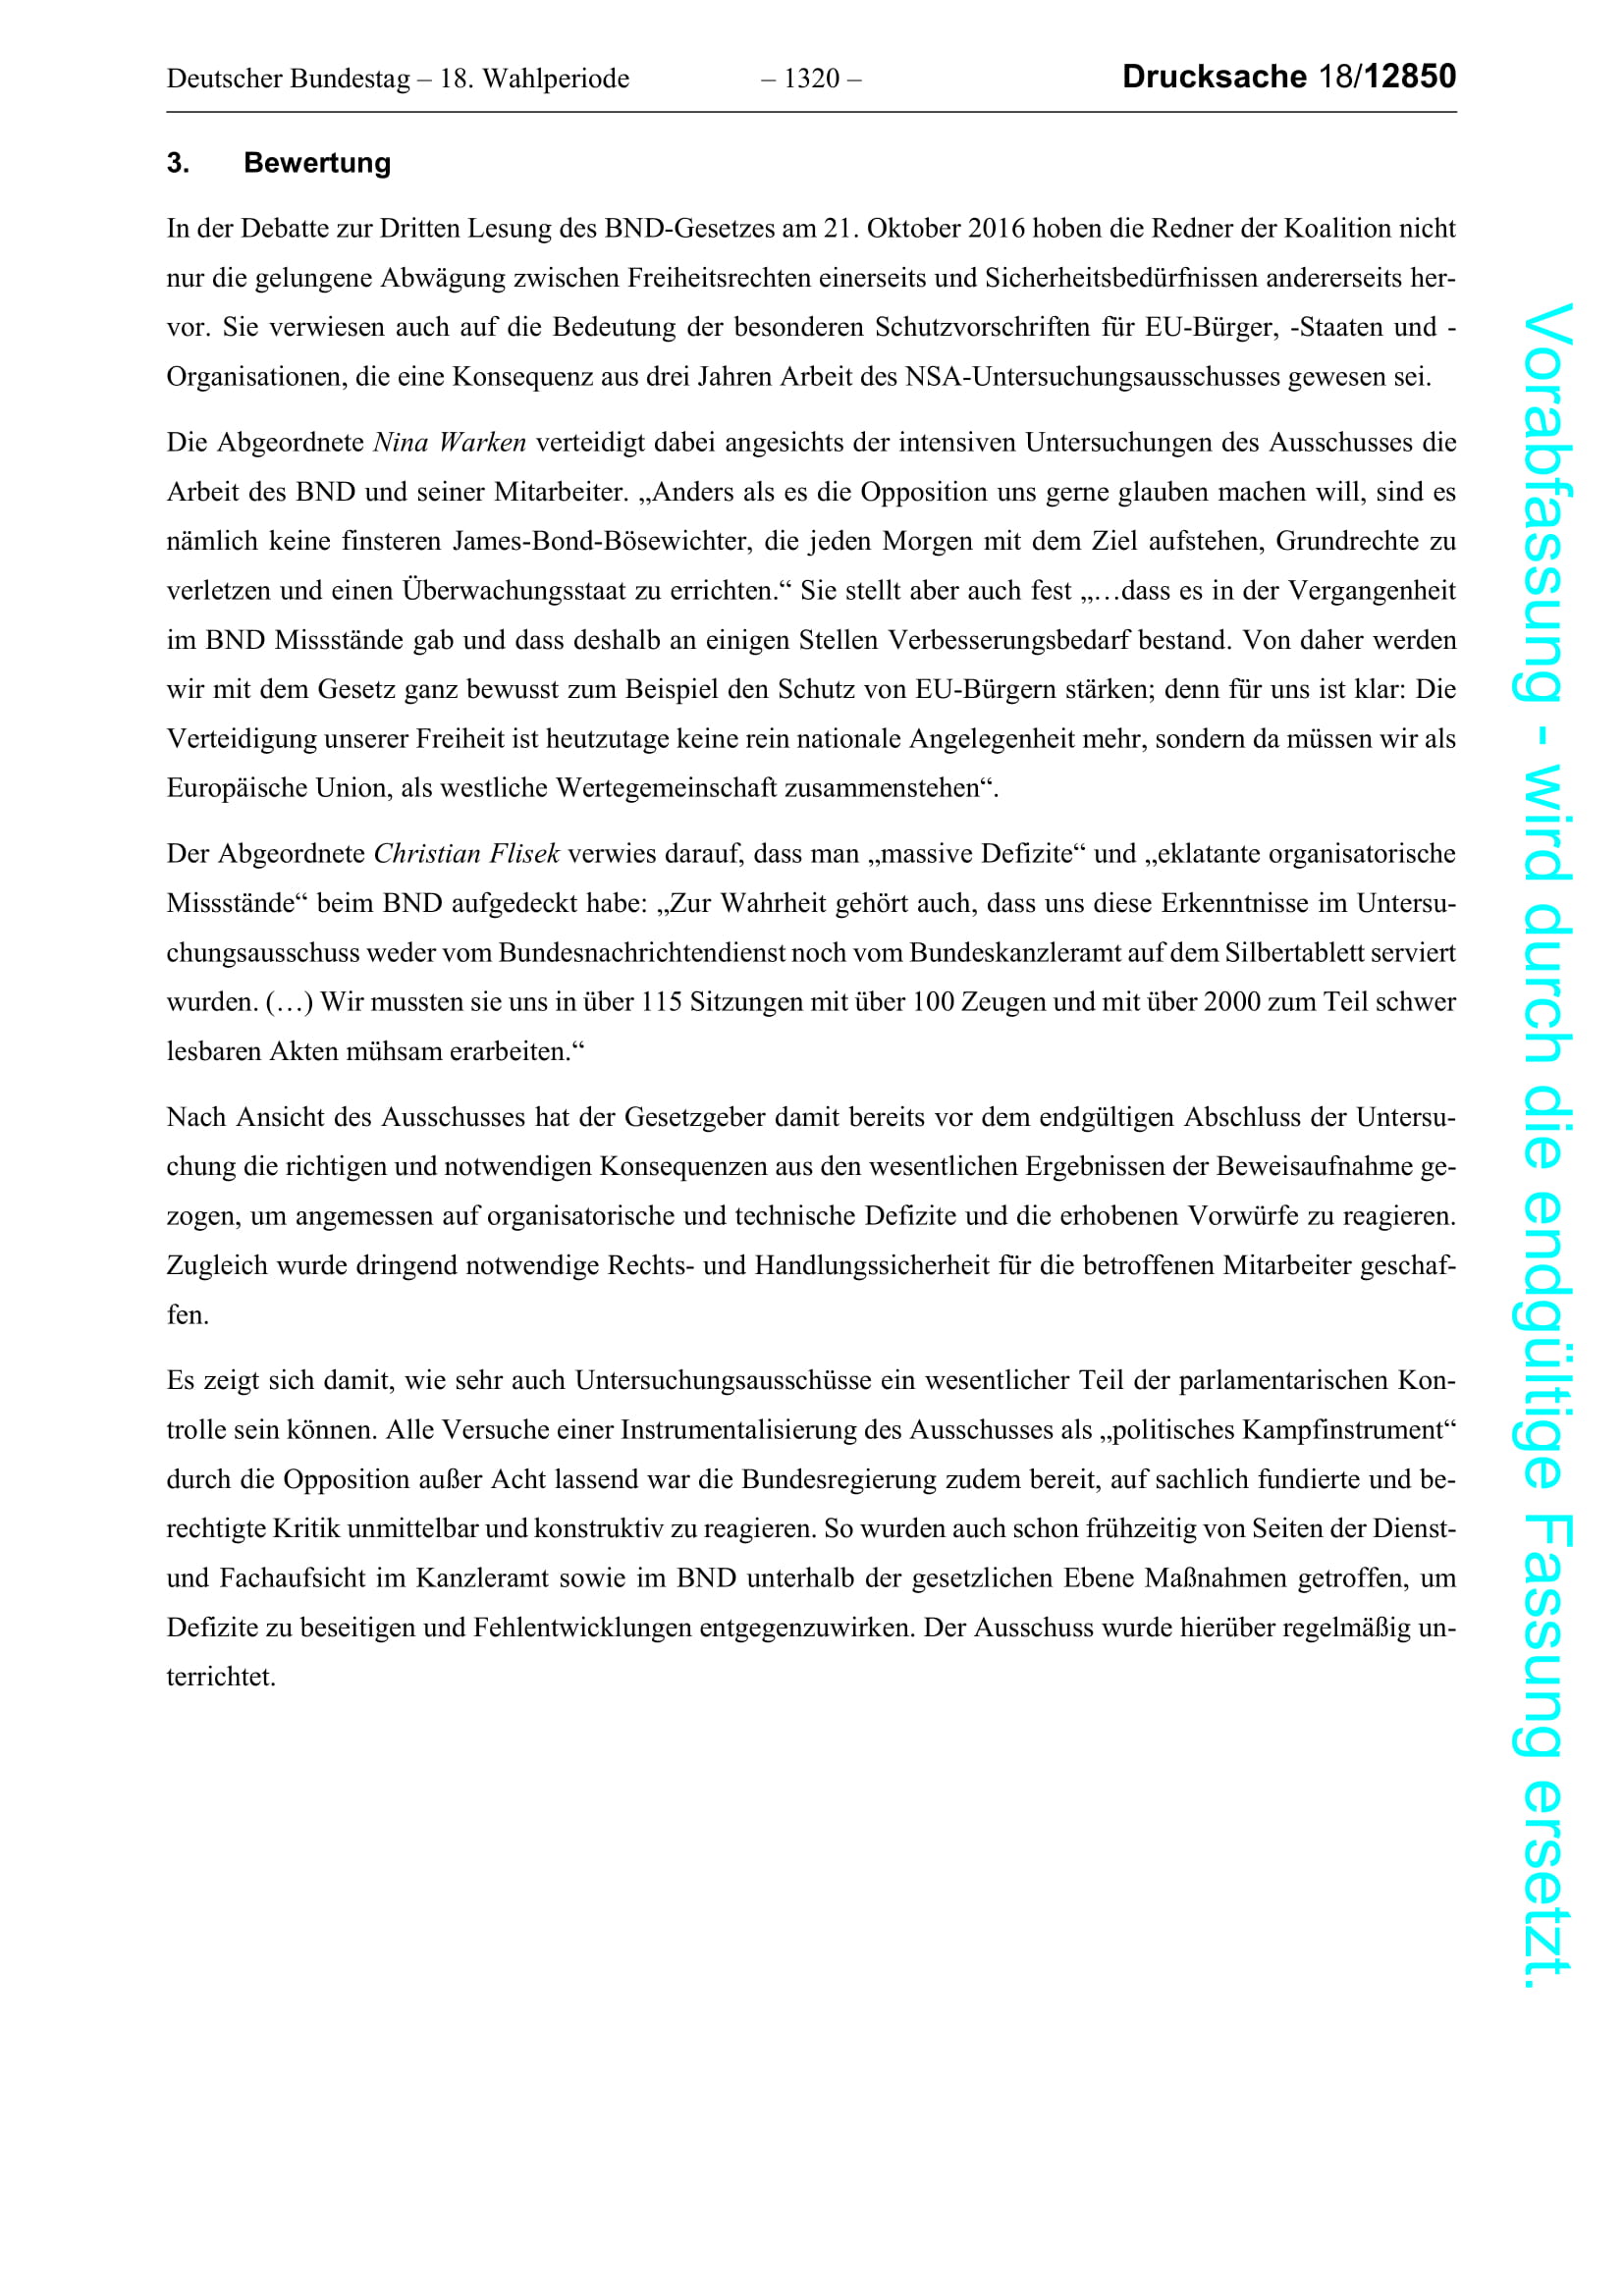 Deutscher Bundestag – 18. Wahlperiode – 1320 – Drucksache 18/12850
3. Bewertung
In der Debatte zur Dritten Lesung des BND-Gesetzes am 21. Oktober 2016 hoben die Redner der Koalition nicht
nur die gelungene Abwägung zwischen Freiheitsrechten einerseits und Sicherheitsbedürfnissen andererseits her-
vor. Sie verwiesen auch auf die Bedeutung der besonderen Schutzvorschriften für EU-Bürger, -Staaten und -
Organisationen, die eine Konsequenz aus drei Jahren Arbeit des NSA-Untersuchungsausschusses gewesen sei.
Die Abgeordnete Nina Warken verteidigt dabei angesichts der intensiven Untersuchungen des Ausschusses die
Arbeit des BND und seiner Mitarbeiter. „Anders als es die Opposition uns gerne glauben machen will, sind es
nämlich keine finsteren James-Bond-Bösewichter, die jeden Morgen mit dem Ziel aufstehen, Grundrechte zu
verletzen und einen Überwachungsstaat zu errichten.“ Sie stellt aber auch fest „…dass es in der Vergangenheit
im BND Missstände gab und dass deshalb an einigen Stellen Verbesserungsbedarf bestand. Von daher werden
wir mit dem Gesetz ganz bewusst zum Beispiel den Schutz von EU-Bürgern stärken; denn für uns ist klar: Die
Verteidigung unserer Freiheit ist heutzutage keine rein nationale Angelegenheit mehr, sondern da müssen wir als
Europäische Union, als westliche Wertegemeinschaft zusammenstehen“.
Der Abgeordnete Christian Flisek verwies darauf, dass man „massive Defizite“ und „eklatante organisatorische
Missstände“ beim BND aufgedeckt habe: „Zur Wahrheit gehört auch, dass uns diese Erkenntnisse im Untersu-
chungsausschuss weder vom Bundesnachrichtendienst noch vom Bundeskanzleramt auf dem Silbertablett serviert
wurden. (…) Wir mussten sie uns in über 115 Sitzungen mit über 100 Zeugen und mit über 2000 zum Teil schwer
lesbaren Akten mühsam erarbeiten.“
Nach Ansicht des Ausschusses hat der Gesetzgeber damit bereits vor dem endgültigen Abschluss der Untersu-
chung die richtigen und notwendigen Konsequenzen aus den wesentlichen Ergebnissen der Beweisaufnahme ge-
zogen, um angemessen auf organisatorische und technische Defizite und die erhobenen Vorwürfe zu reagieren.
Zugleich wurde dringend notwendige Rechts- und Handlungssicherheit für die betroffenen Mitarbeiter geschaf-
fen.
Es zeigt sich damit, wie sehr auch Untersuchungsausschüsse ein wesentlicher Teil der parlamentarischen Kon-
trolle sein können. Alle Versuche einer Instrumentalisierung des Ausschusses als „politisches Kampfinstrument“
durch die Opposition außer Acht lassend war die Bundesregierung zudem bereit, auf sachlich fundierte und be-
rechtigte Kritik unmittelbar und konstruktiv zu reagieren. So wurden auch schon frühzeitig von Seiten der Dienst-
und Fachaufsicht im Kanzleramt sowie im BND unterhalb der gesetzlichen Ebene Maßnahmen getroffen, um
Defizite zu beseitigen und Fehlentwicklungen entgegenzuwirken. Der Ausschuss wurde hierüber regelmäßig un-
terrichtet.
Vorabfassung - wird durch die endgültige Fassung ersetzt.